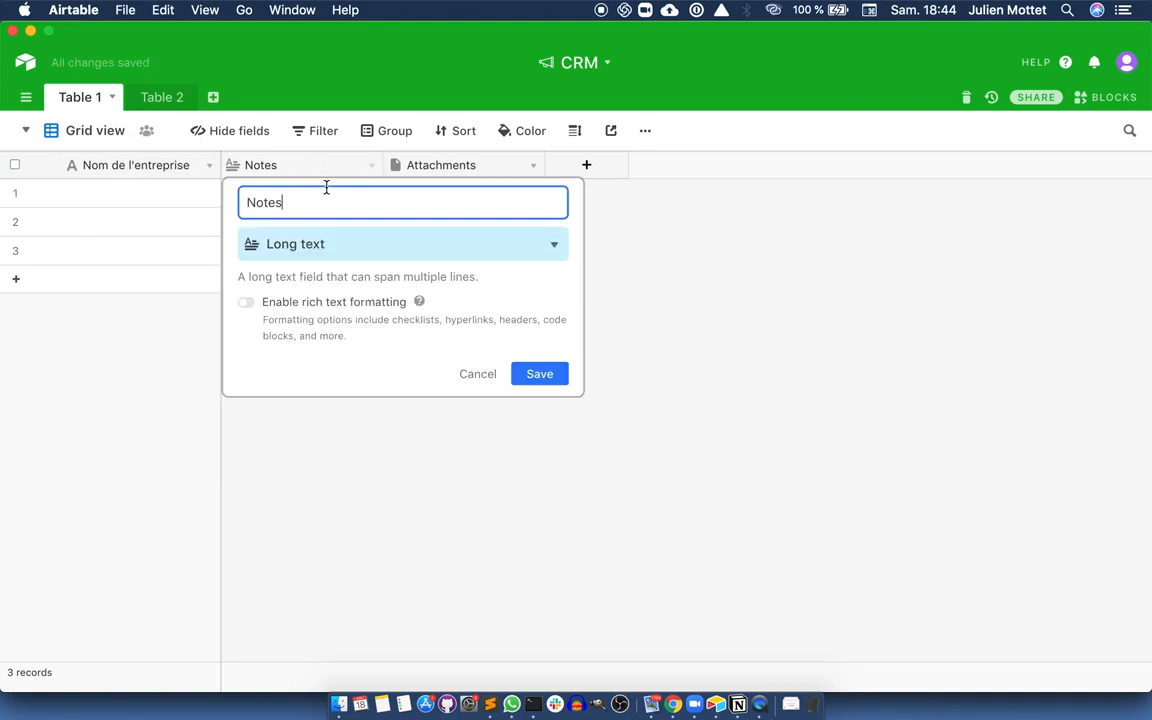 Airtable File Edit View Go Window Help 100 % Sam. 18:44 Julien Mottet
All changes saved CRM HELP
Table 1 Table 2 SHARE BLOCKS
Grid view Hide fields Filter Group Sort Color
Nom de l'entreprise Notes Attachments
1
2
3
Notes
Long text
A long text field that can span multiple lines.
Enable rich text formatting
Formatting options include checklists, hyperlinks, headers, code
blocks, and more.
Cancel Save
3 records